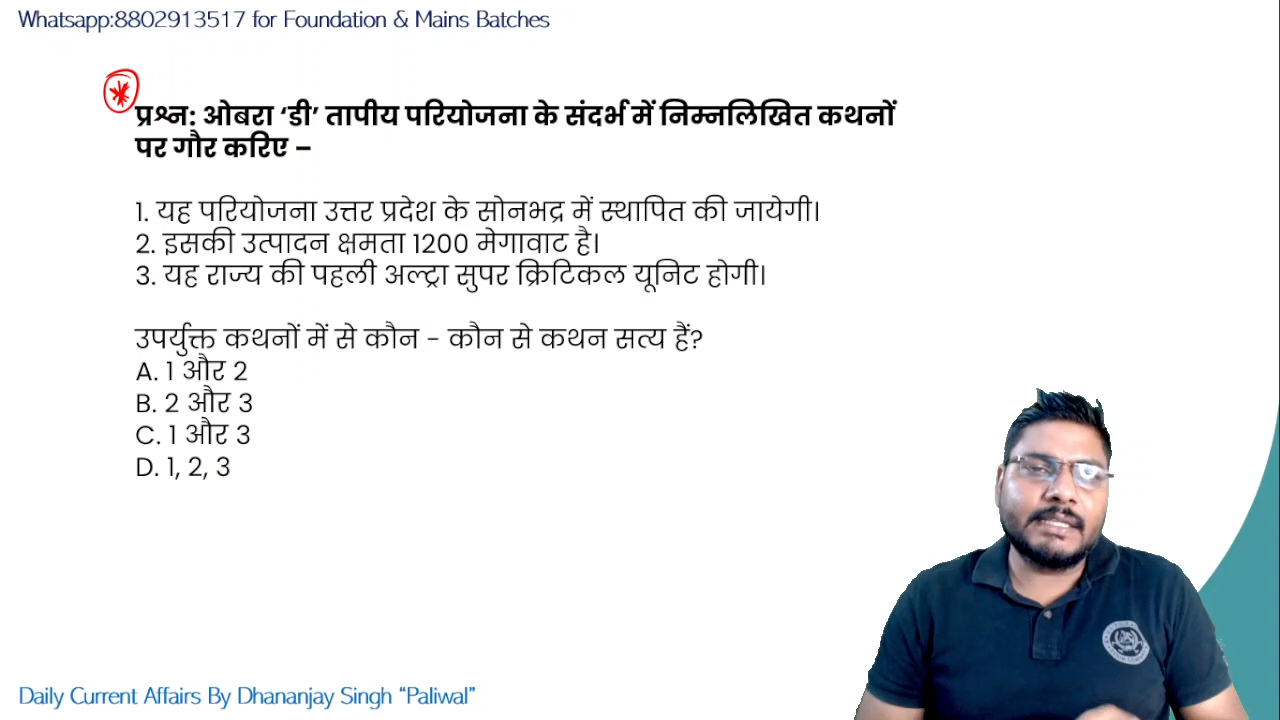 Whatsapp:8802913517 for Foundation & Mains Batches
प्रश्न: ओबरा ‘डी’ तापीय परियोजना के संदर्भ में निम्नलिखित कथनों
पर गौर करिए –
1. यह परियोजना उत्तर प्रदेश के सोनभद्र में स्थापित की जायेगी।
2. इसकी उत्पादन क्षमता 1200 मेगावाट है।
3. यह राज्य की पहली अल्ट्रा सुपर क्रिटिकल यूनिट होगी।
उपर्युक्त कथनों में से कौन - कौन से कथन सत्य हैं?
A. 1 और 2
B. 2 और 3
C. 1 और 3
D. 1, 2, 3
Daily Current Affairs By Dhananjay Singh “Paliwal”